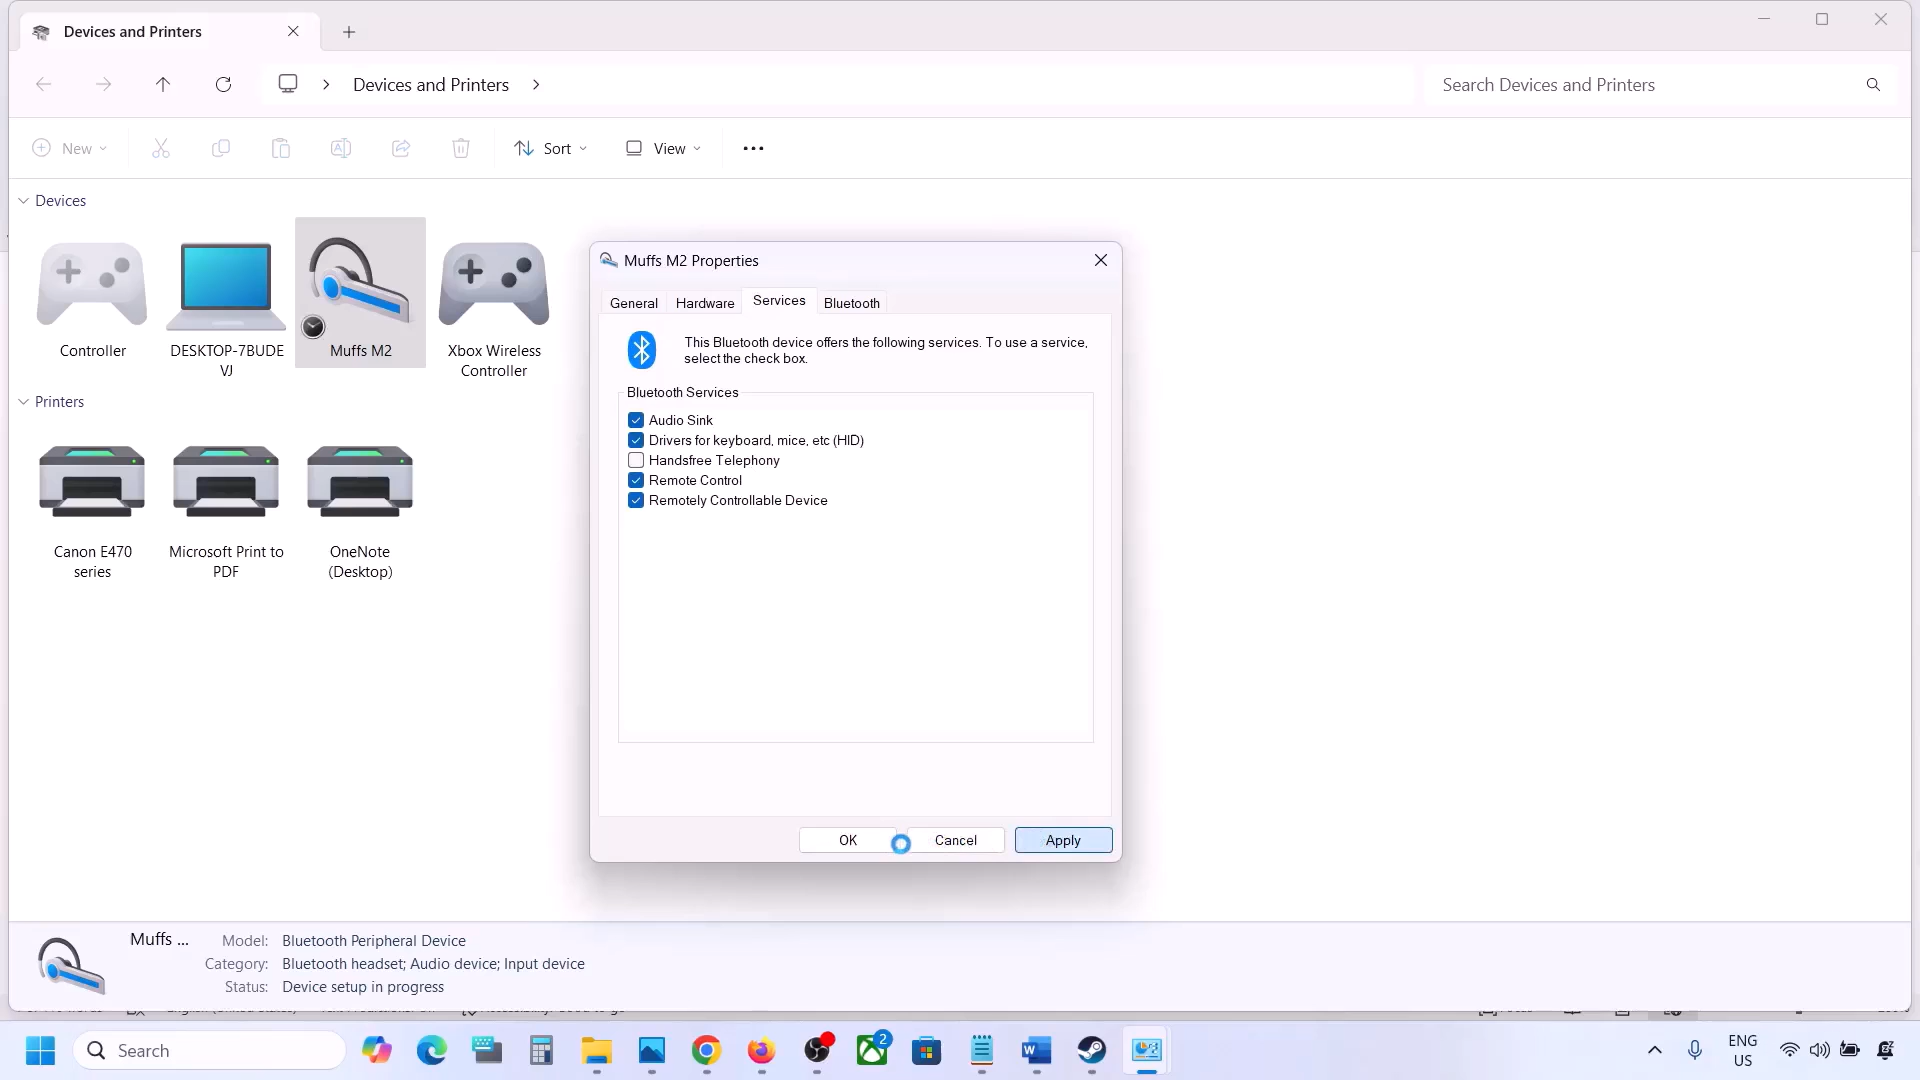 Devices and Printers
Devices and Printers
Search Devices and Printers
New
Sort
View
Devices
Controller
DESKTOP-7BUDE
VJ
Muffs M2
Xbox Wireless
Controller
Printers
Canon E470
series
Microsoft Print to
PDF
OneNote
(Desktop)
Muffs M2 Properties
General
Hardware
Services
Bluetooth
This Bluetooth device offers the following services. To use a service,
select the check box.
Bluetooth Services
Audio Sink
Drivers for keyboard, mice, etc (HID)
Handsfree Telephony
Remote Control
Remotely Controllable Device
OK
Cancel
Apply
Muffs ...
Model: Bluetooth Peripheral Device
Category: Bluetooth headset; Audio device; Input device
Status: Device setup in progress
Search
2
ENG
US